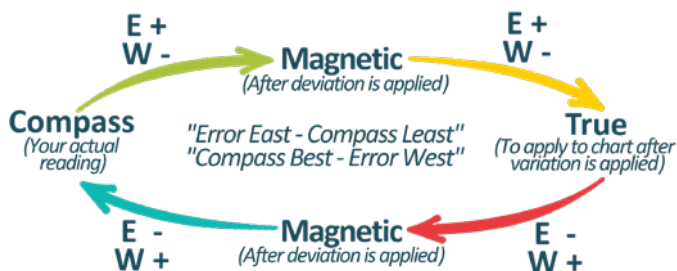 E +
W -
E +
W -
Magnetic
(After deviation is applied)
Compass
(Your actual
reading)
"Error East - Compass Least"
"Compass Best - Error West"
True
(To apply to chart after
variation is applied)
Magnetic
(After deviation is applied)
E -
W +
E -
W +